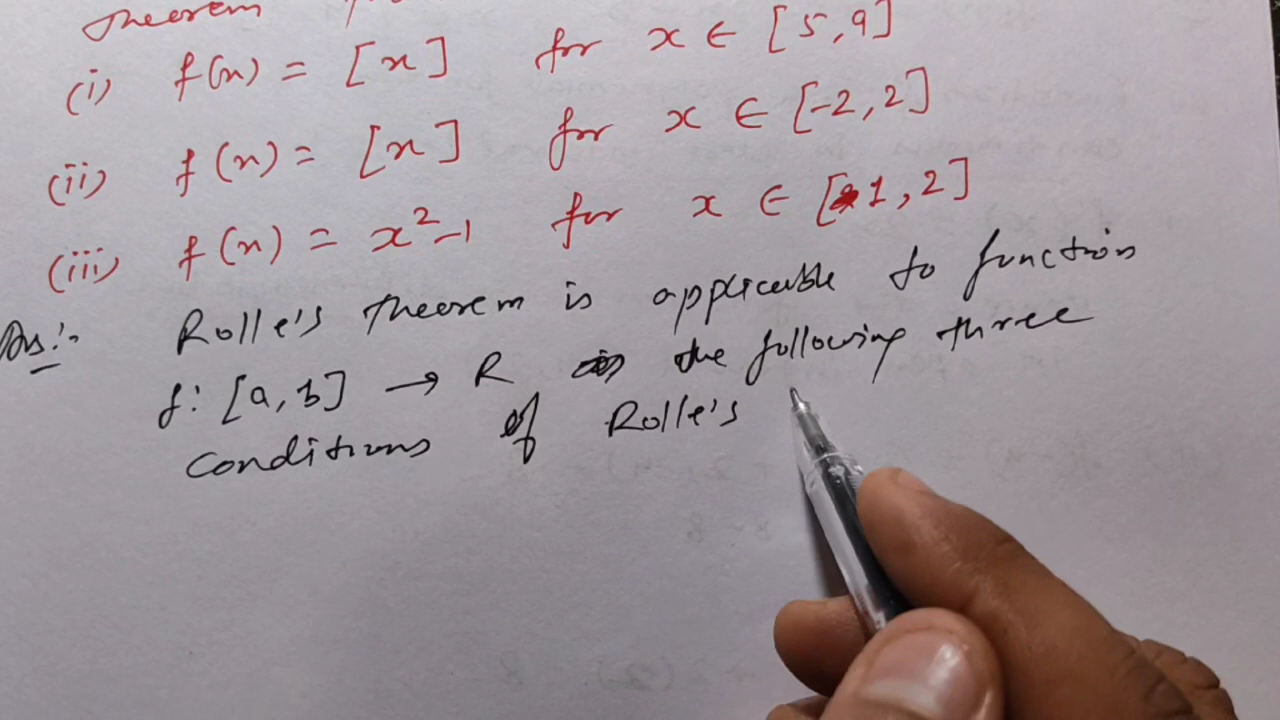 Theorem
(i) f(x) = [x] for x ∈ [5,9]
(ii) f(x) = [x] for x ∈ [-2,2]
(iii) f(x) = x²-1 for x ∈ [1,2]
Ans:- Rolle's theorem is applicable to function
f: [a,b] → R the following three
conditions of Rolle's